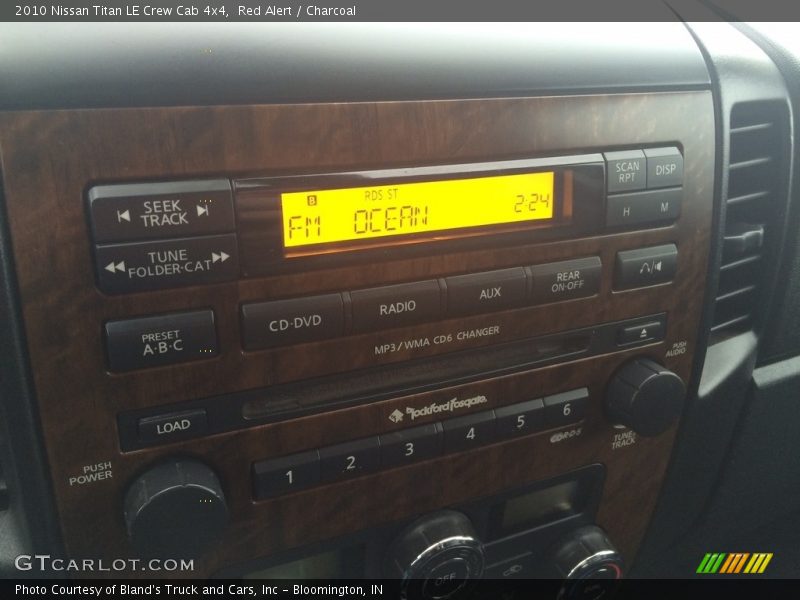 2010 Nissan Titan LE Crew Cab 4x4, Red Alert / Charcoal
SEEK
TRACK
TUNE
FOLDER·CAT
B
RDS ST
FM OCEAN 2:24
SCAN
RPT
DISP
H M
PRESET
A·B·C
CD·DVD
RADIO
AUX
REAR
ON·OFF
MP3/WMA CD6 CHANGER
PUSH
AUDIO
LOAD
Rockford Fosgate
PUSH
POWER
1 2 3 4 5 6
TUNE
TRACK
OFF
GTCARLOT.COM
Photo Courtesy of Bland's Truck and Cars, Inc - Bloomington, IN